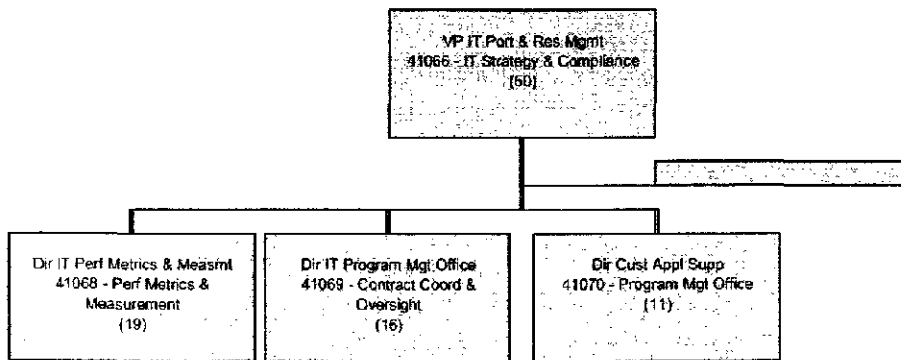 VP IT Port & Res Mgmt
41066 - IT Strategy & Compliance
(50)
Dir IT Perf Metrics & Measmt
41068 - Perf Metrics &
Measurement
(19)
Dir IT Program Mgt Office
41069 - Contract Coord &
Oversight
(16)
Dir Cust Appl Supp
41070 - Program Mgt Office
(11)